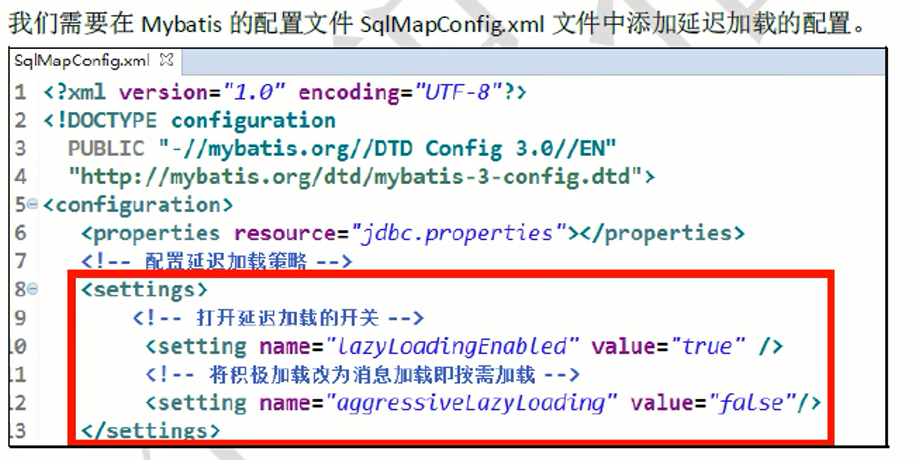 我们需要在 Mybatis 的配置文件 SqlMapConfig.xml 文件中添加延迟加载的配置。
SqlMapConfig.xml
1 <?xml version="1.0" encoding="UTF-8"?>
2 <!DOCTYPE configuration
3 PUBLIC "-//mybatis.org//DTD Config 3.0//EN"
4 "http://mybatis.org/dtd/mybatis-3-config.dtd">
5 <configuration>
6 <properties resource="jdbc.properties"></properties>
7 <!-- 配置延迟加载策略 -->
8 <settings>
9 <!-- 打开延迟加载的开关 -->
10 <setting name="lazyLoadingEnabled" value="true" />
11 <!-- 将积极加载改为消息加载即按需加载 -->
12 <setting name="aggressiveLazyLoading" value="false"/>
13 </settings>